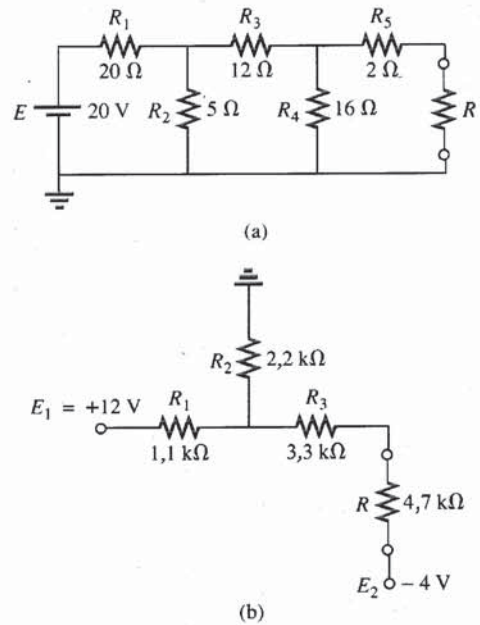 R₁
R₃
R₅
20 Ω
12 Ω
2 Ω
E
20 V
R₂
5 Ω
R₄
16 Ω
R
(a)
R₂
2,2 kΩ
E₁ = +12 V
R₁
R₃
1,1 kΩ
3,3 kΩ
R
4,7 kΩ
E₂
– 4 V
(b)